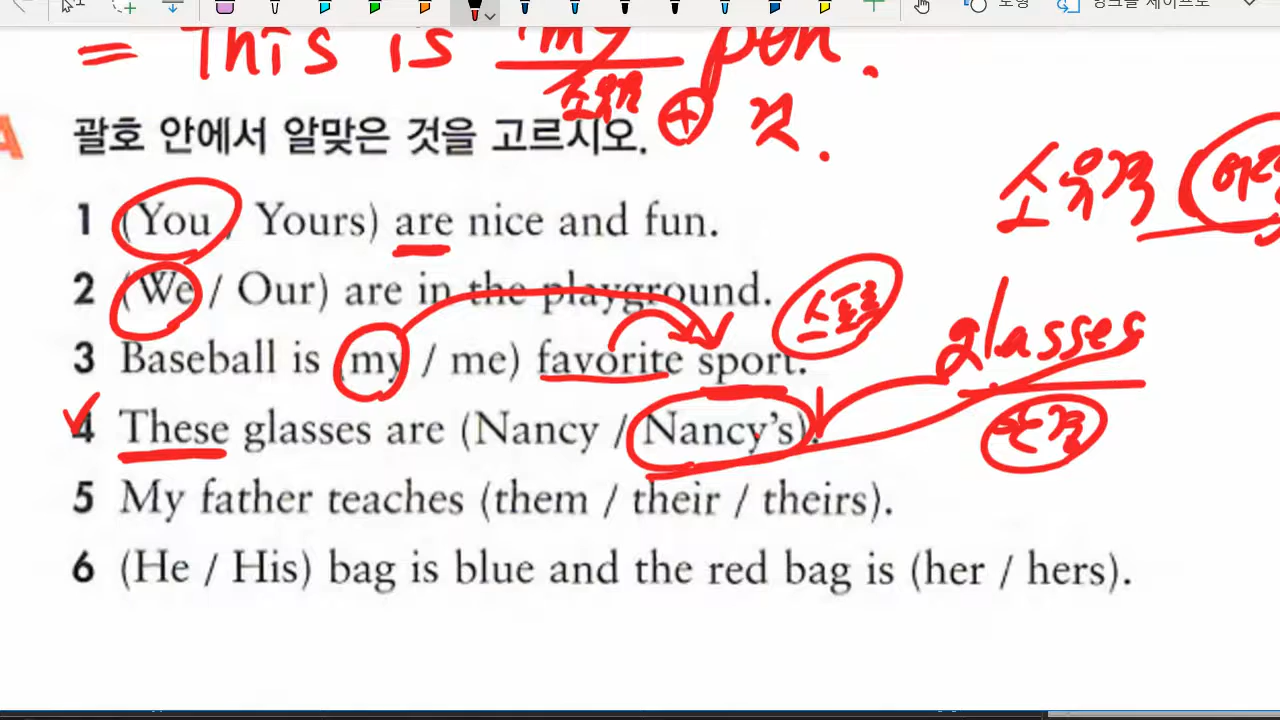 = This is my pen.
소유격 + 것.
A 괄호 안에서 알맞은 것을 고르시오.
소유격
1 (You / Yours) are nice and fun.
2 (We / Our) are in the playground.
스포츠
3 Baseball is (my / me) favorite sport.
glasses
4 These glasses are (Nancy / Nancy's).
안경
5 My father teaches (them / their / theirs).
6 (He / His) bag is blue and the red bag is (her / hers).